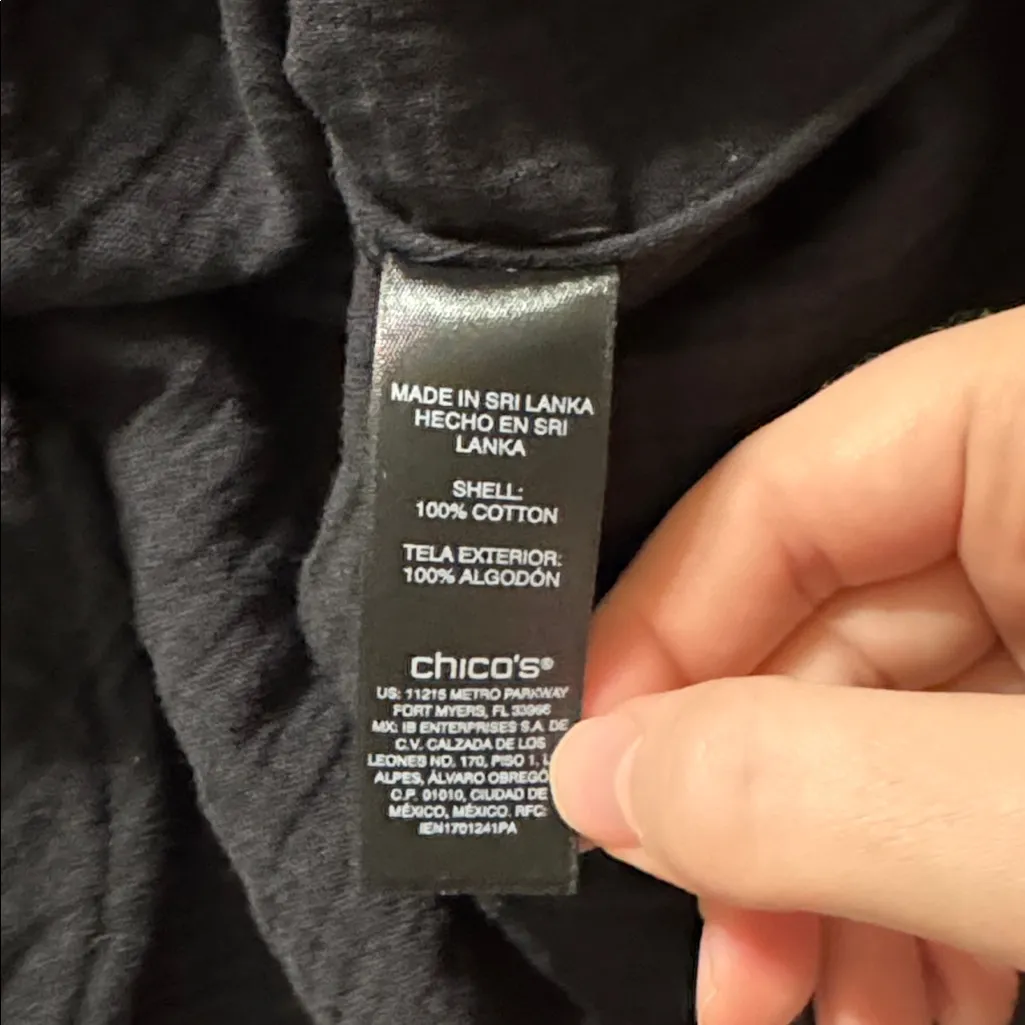 MADE IN SRI LANKA
HECHO EN SRI
LANKA
SHELL:
100% COTTON
TELA EXTERIOR:
100% ALGODÓN
chico's®
US: 11215 METRO PARKWAY
FORT MYERS, FL 33966
MX: IB ENTERPRISES S.A. DE
C.V. CALZADA DE LOS
LEONES NO. 170, PISO 1,
ALPES, ÁLVARO
C.P. 01010, CIUDAD DE
MÉXICO, MÉXICO. RFC:
IEN1701241PA